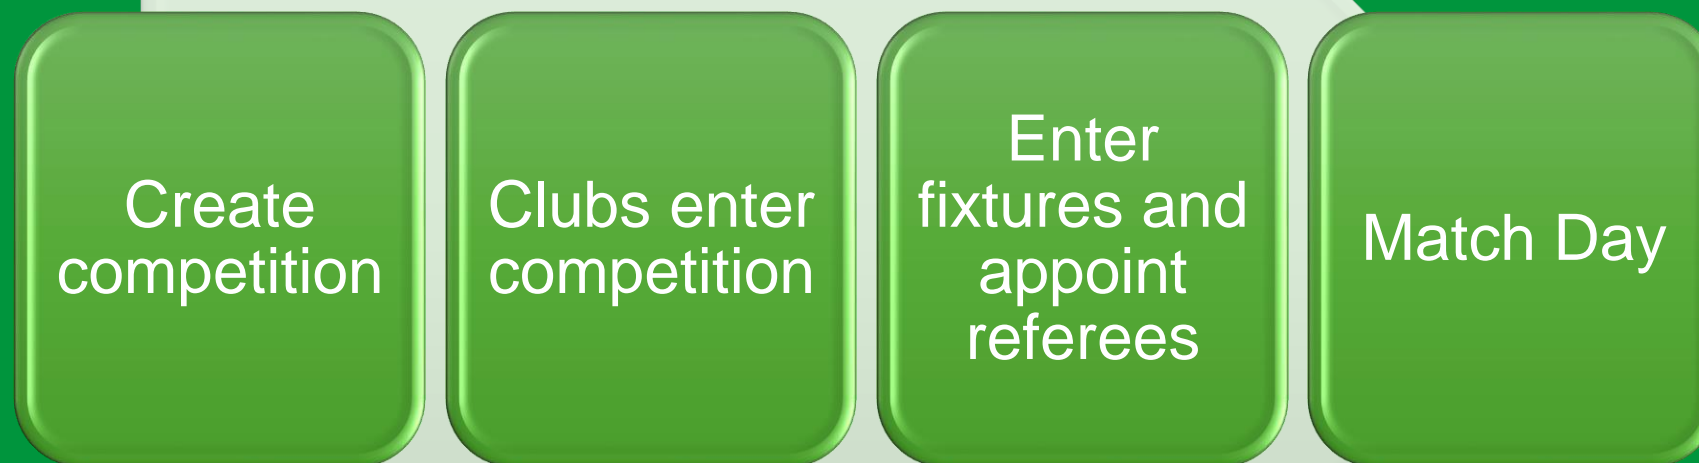 Create
competition
Clubs enter
competition
Enter
fixtures and
appoint
referees
Match Day